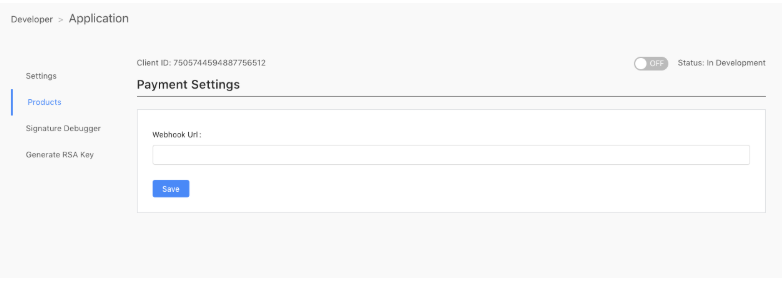 Developer > Application
Client ID: 7505744594887756512
OFF
Status: In Development
Settings
Payment Settings
Products
Signature Debugger
Webhook Url:
Generate RSA Key
Save